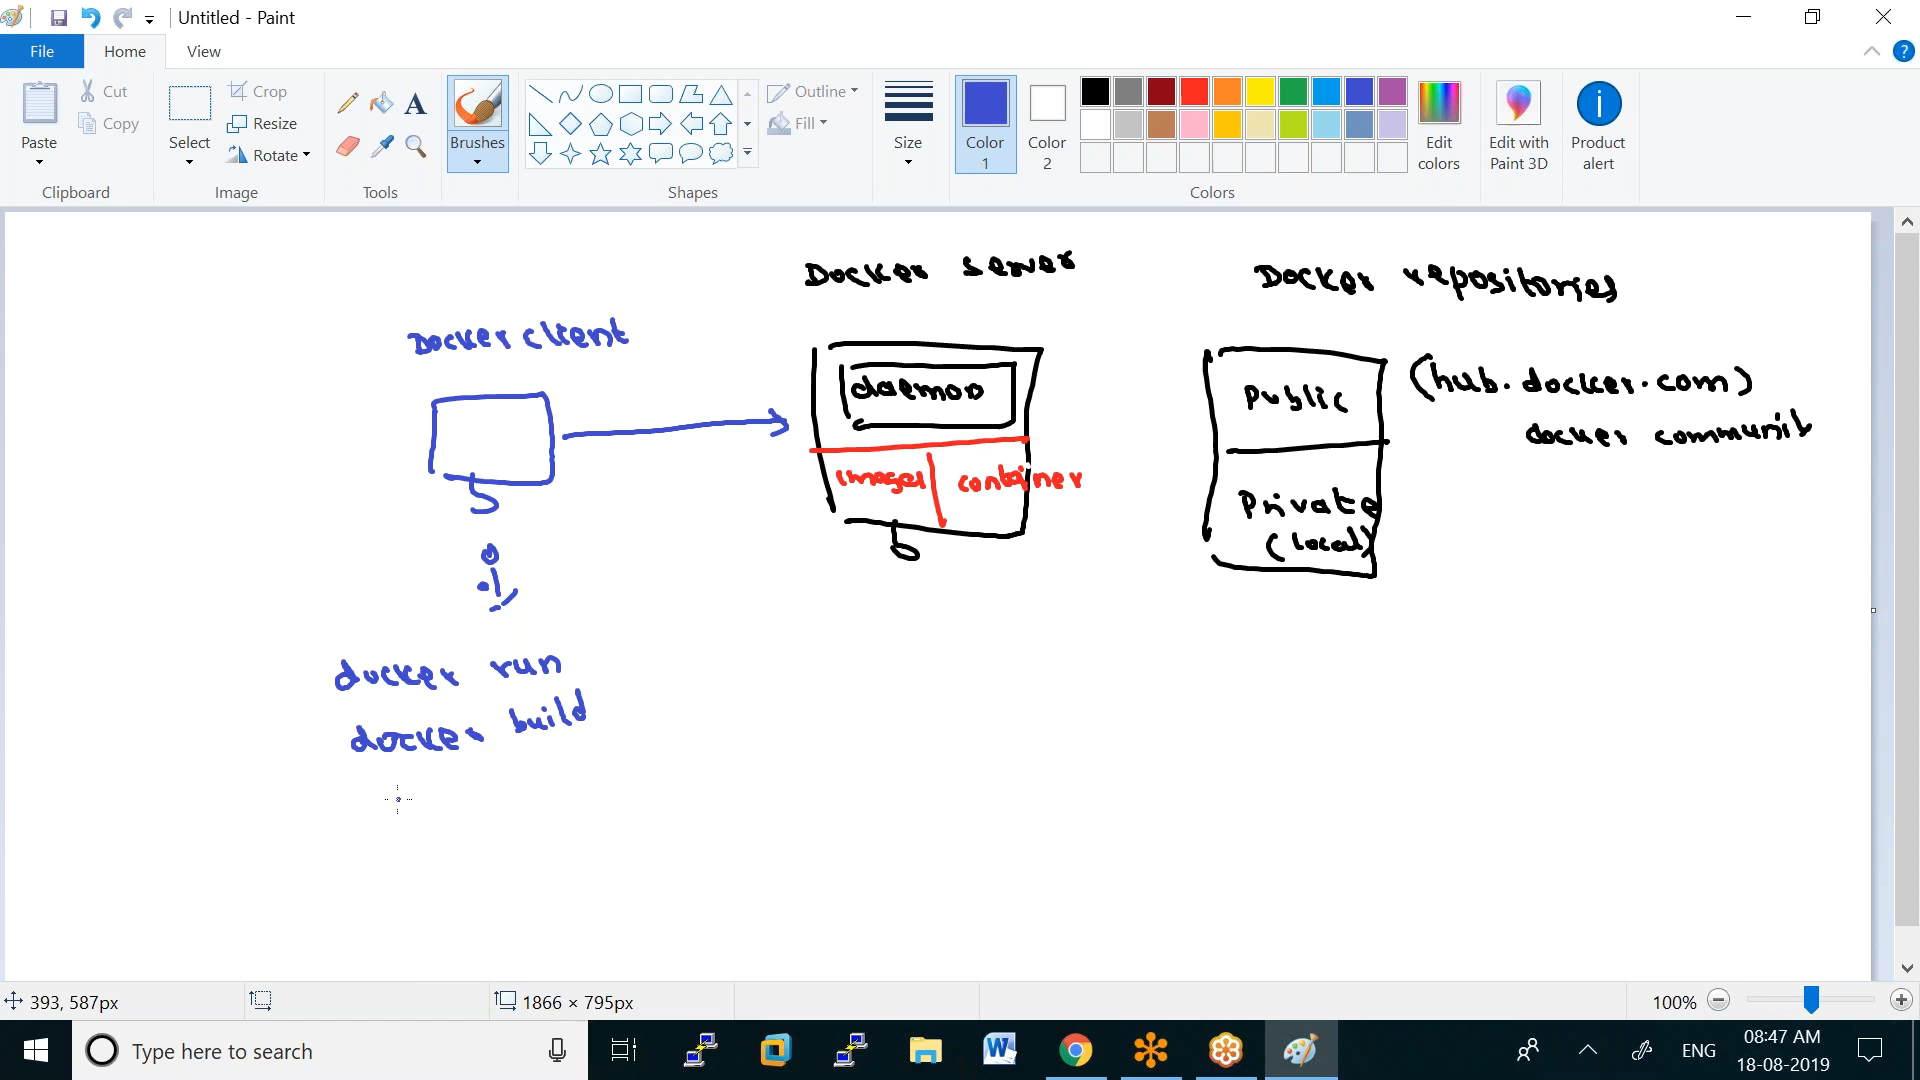 Untitled - Paint
File Home View
Paste
Cut
Copy
Clipboard
Select
Crop
Resize
Rotate
Image
A
Tools
Brushes
Shapes
Outline
Fill
Size
Color 1
Color 2
Colors
Edit colors
Edit with Paint 3D
Product alert
Docker client
docker run
docker build
Docker server
daemon
images container
Docker repositories
Public
Private
(local)
(hub.docker.com)
docker communit
393, 587px
1866 × 795px
100%
Type here to search
ENG
08:47 AM
18-08-2019